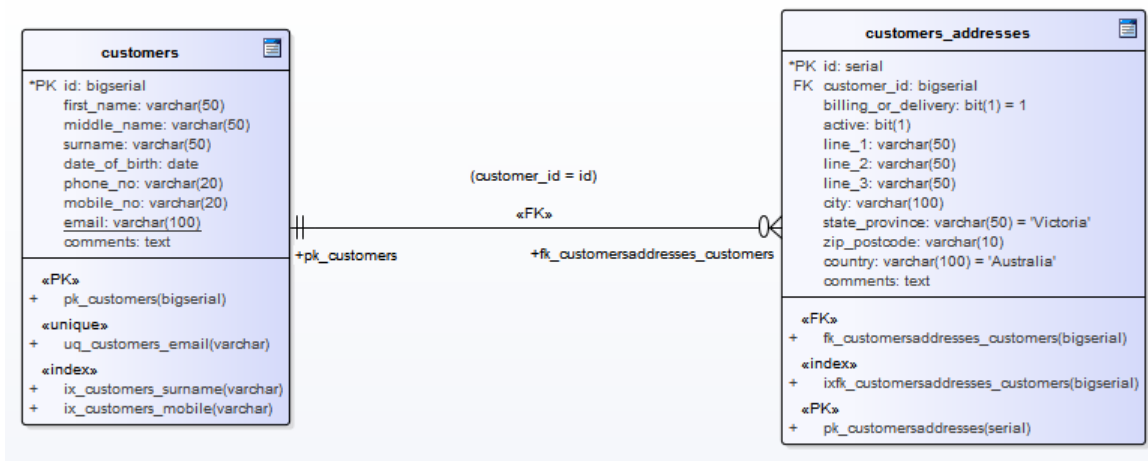 customers
*PK id: bigserial
first_name: varchar(50)
middle_name: varchar(50)
surname: varchar(50)
date_of_birth: date
phone_no: varchar(20)
mobile_no: varchar(20)
email: varchar(100)
comments: text
«PK»
+ pk_customers(bigserial)
«unique»
+ uq_customers_email(varchar)
«index»
+ ix_customers_surname(varchar)
+ ix_customers_mobile(varchar)
(customer_id = id)
«FK»
+pk_customers
+fk_customersaddresses_customers
customers_addresses
*PK id: serial
FK customer_id: bigserial
billing_or_delivery: bit(1) = 1
active: bit(1)
line_1: varchar(50)
line_2: varchar(50)
line_3: varchar(50)
city: varchar(100)
state_province: varchar(50) = 'Victoria'
zip_postcode: varchar(10)
country: varchar(100) = 'Australia'
comments: text
«FK»
+ fk_customersaddresses_customers(bigserial)
«index»
+ ixfk_customersaddresses_customers(bigserial)
«PK»
+ pk_customersaddresses(serial)